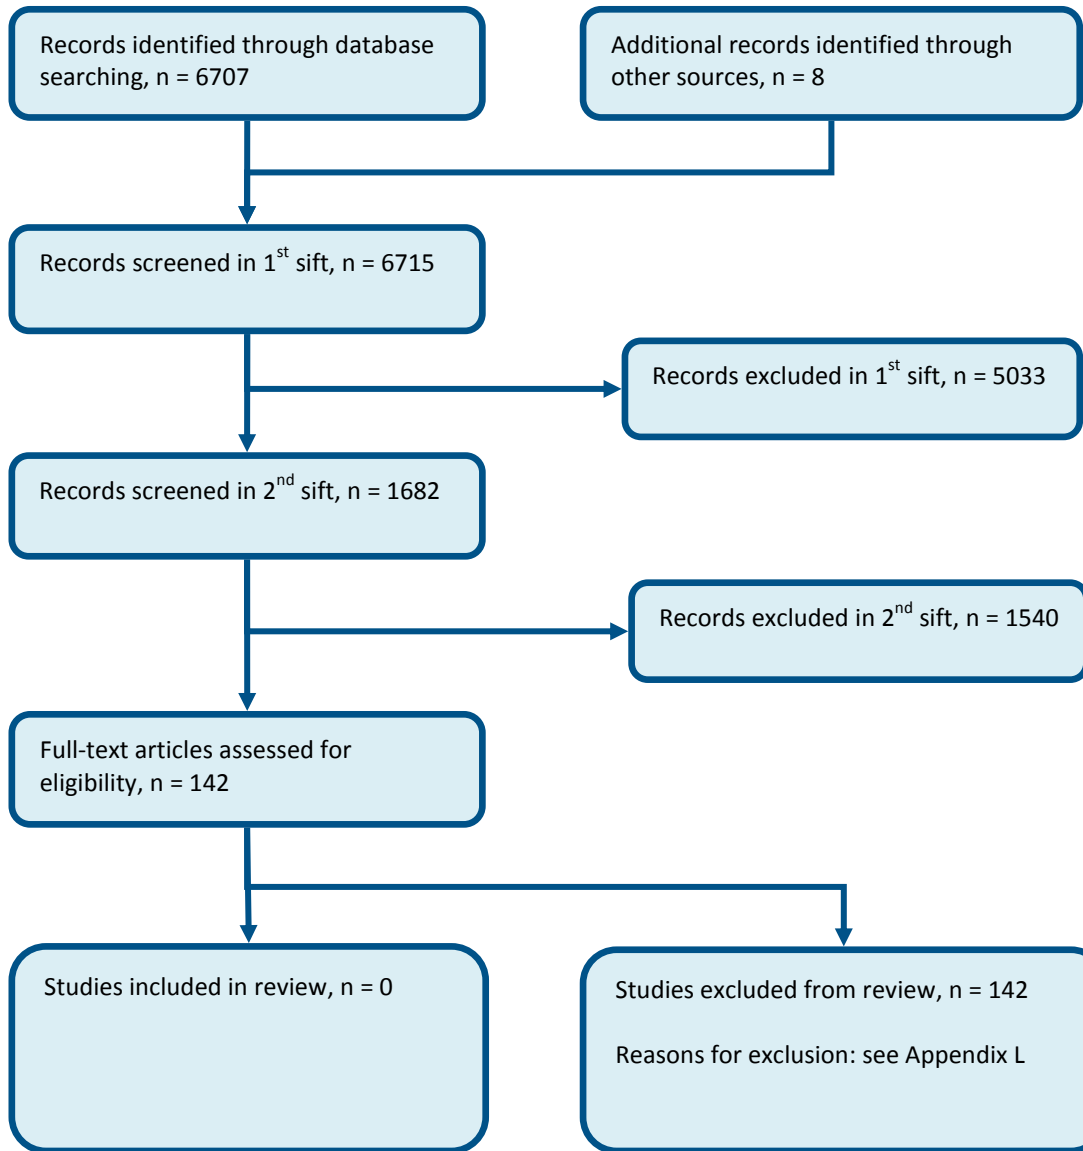 Records identified through database
searching, n = 6707
Additional records identified through
other sources, n = 8
Records screened in 1st sift, n = 6715
Records excluded in 1st sift, n = 5033
Records screened in 2nd sift, n = 1682
Records excluded in 2nd sift, n = 1540
Full-text articles assessed for
eligibility, n = 142
Studies included in review, n = 0
Studies excluded from review, n = 142
Reasons for exclusion: see Appendix L